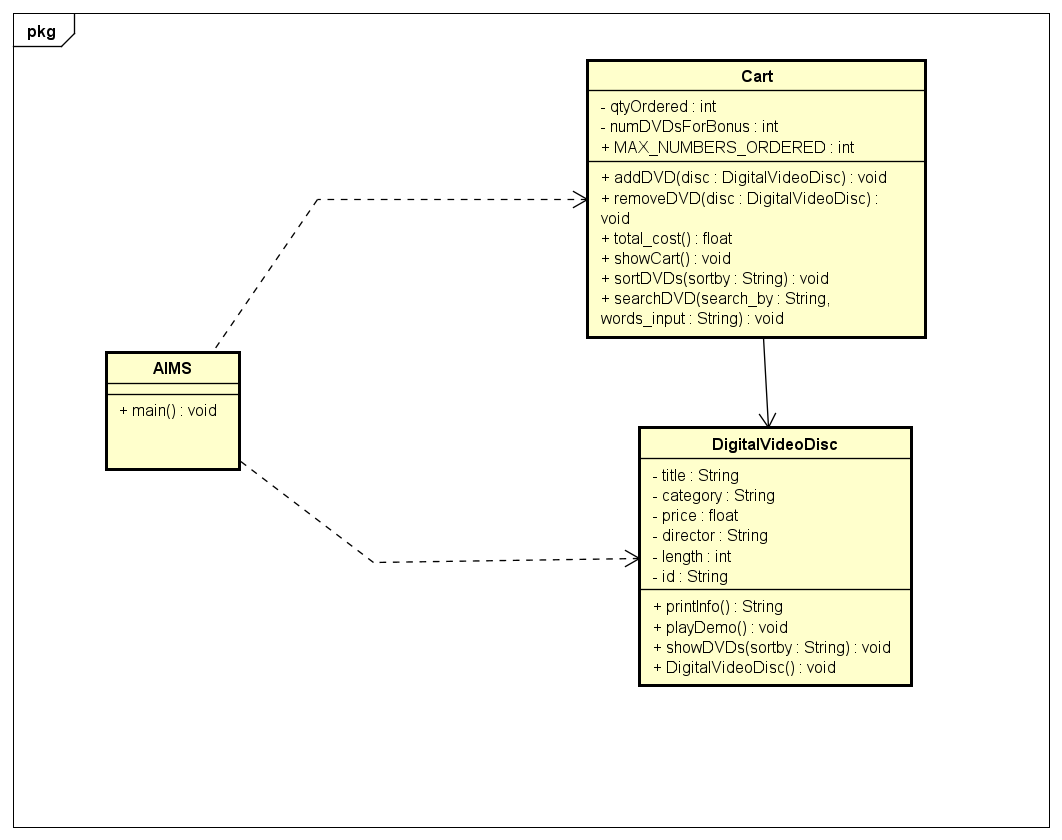 pkg
Cart
- qtyOrdered : int
- numDVDsForBonus : int
+ MAX_NUMBERS_ORDERED : int
+ addDVD(disc : DigitalVideoDisc) : void
+ removeDVD(disc : DigitalVideoDisc) :
void
+ total_cost() : float
+ showCart() : void
+ sortDVDs(sortby : String) : void
+ searchDVD(search_by : String,
words_input : String) : void
AIMS
+ main() : void
DigitalVideoDisc
- title : String
- category : String
- price : float
- director : String
- length : int
- id : String
+ printInfo() : String
+ playDemo() : void
+ showDVDs(sortby : String) : void
+ DigitalVideoDisc() : void